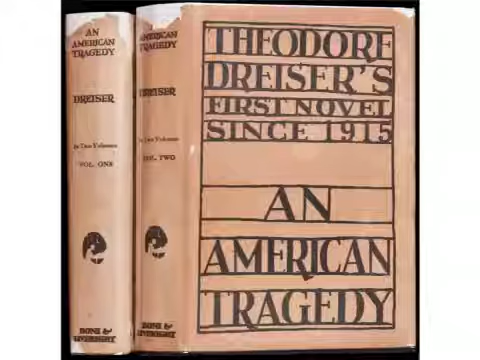 AN
AMERICAN
TRAGEDY
DREISER
In Two Volumes
VOL. ONE
BONI &
LIVERIGHT
AN
AMERICAN
TRAGEDY
DREISER
In Two Volumes
VOL. TWO
BONI &
LIVERIGHT
THEODORE
DREISER'S
FIRST NOVEL
SINCE 1915
AN
AMERICAN
TRAGEDY